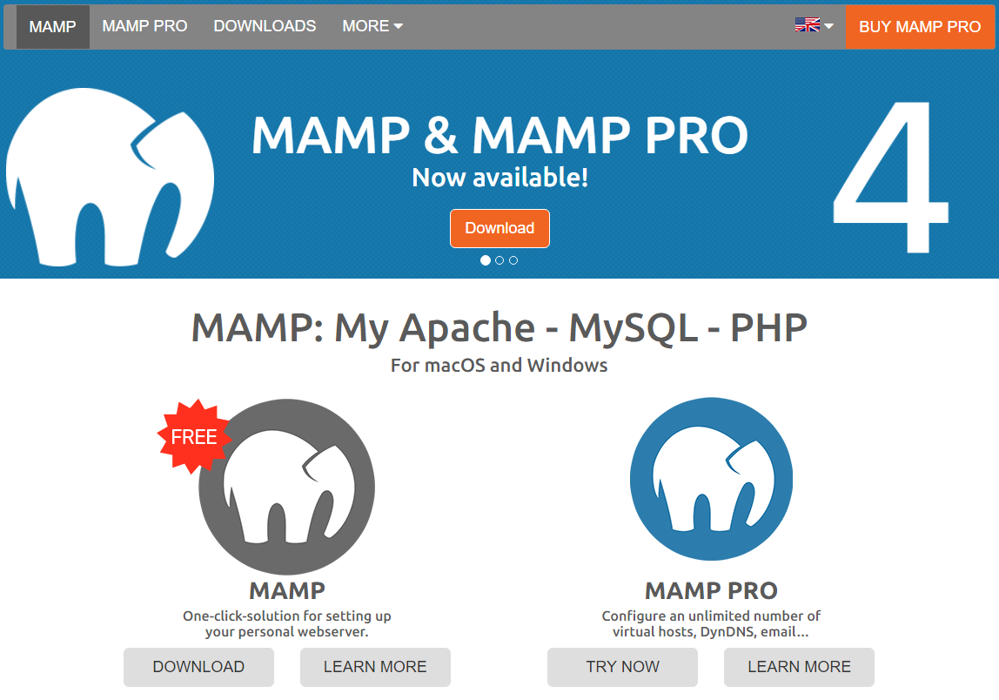 MAMP MAMP PRO DOWNLOADS MORE BUY MAMP PRO
MAMP & MAMP PRO
Now available!
4
Download
MAMP: My Apache - MySQL - PHP
For macOS and Windows
FREE
MAMP
One-click-solution for setting up
your personal webserver.
DOWNLOAD LEARN MORE
MAMP PRO
Configure an unlimited number of
virtual hosts, DynDNS, email...
TRY NOW LEARN MORE